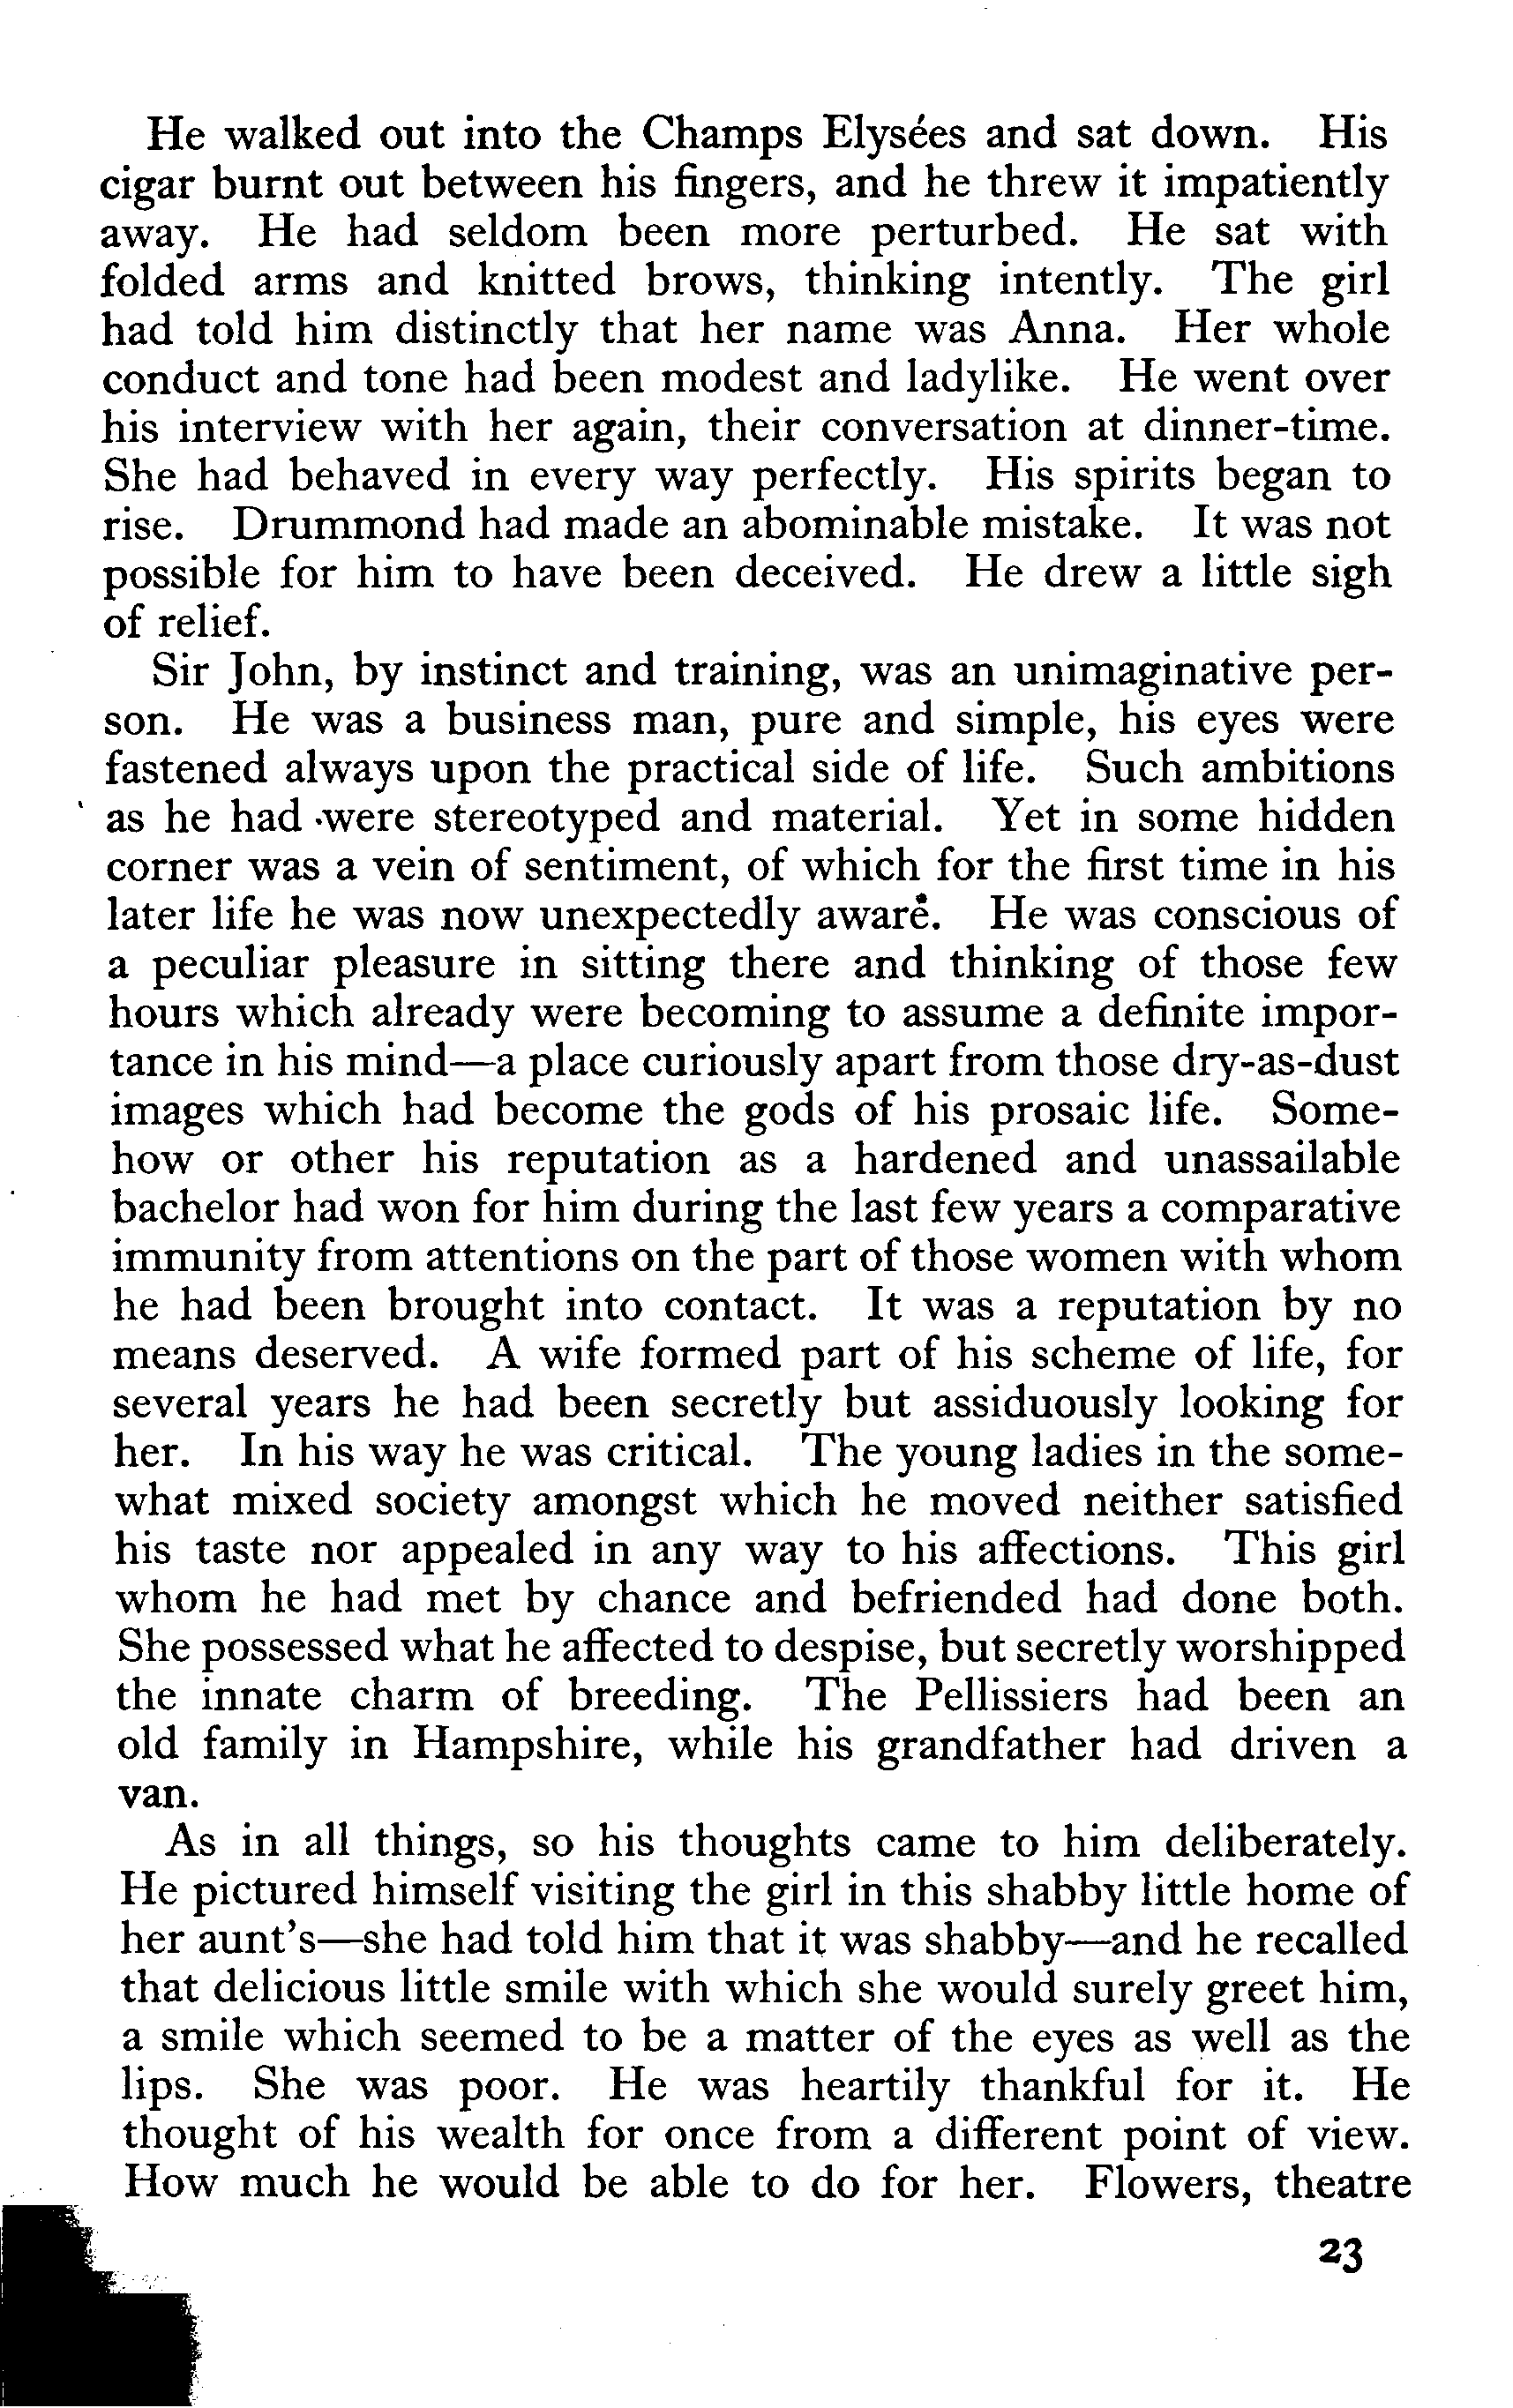 He walked out into the Champs Elysées and sat down. His
cigar burnt out between his fingers, and he threw it impatiently
away. He had seldom been more perturbed. He sat with
folded arms and knitted brows, thinking intently. The girl
had told him distinctly that her name was Anna. Her whole
conduct and tone had been modest and ladylike. He went over
his interview with her again, their conversation at dinner-time.
She had behaved in every way perfectly. His spirits began to
rise. Drummond had made an abominable mistake. It was not
possible for him to have been deceived. He drew a little sigh
of relief.
Sir John, by instinct and training, was an unimaginative per-
son. He was a business man, pure and simple, his eyes were
fastened always upon the practical side of life. Such ambitions
as he had were stereotyped and material. Yet in some hidden
corner was a vein of sentiment, of which for the first time in his
later life he was now unexpectedly aware. He was conscious of
a peculiar pleasure in sitting there and thinking of those few
hours which already were becoming to assume a definite impor-
tance in his mind—a place curiously apart from those dry-as-dust
images which had become the gods of his prosaic life. Some-
how or other his reputation as a hardened and unassailable
bachelor had won for him during the last few years a comparative
immunity from attentions on the part of those women with whom
he had been brought into contact. It was a reputation by no
means deserved. A wife formed part of his scheme of life, for
several years he had been secretly but assiduously looking for
her. In his way he was critical. The young ladies in the some-
what mixed society amongst which he moved neither satisfied
his taste nor appealed in any way to his affections. This girl
whom he had met by chance and befriended had done both.
She possessed what he affected to despise, but secretly worshipped
the innate charm of breeding. The Pellissiers had been an
old family in Hampshire, while his grandfather had driven a
van.
As in all things, so his thoughts came to him deliberately.
He pictured himself visiting the girl in this shabby little home of
her aunt's—she had told him that it was shabby—and he recalled
that delicious little smile with which she would surely greet him,
a smile which seemed to be a matter of the eyes as well as the
lips. She was poor. He was heartily thankful for it. He
thought of his wealth for once from a different point of view.
How much he would be able to do for her. Flowers, theatre
23